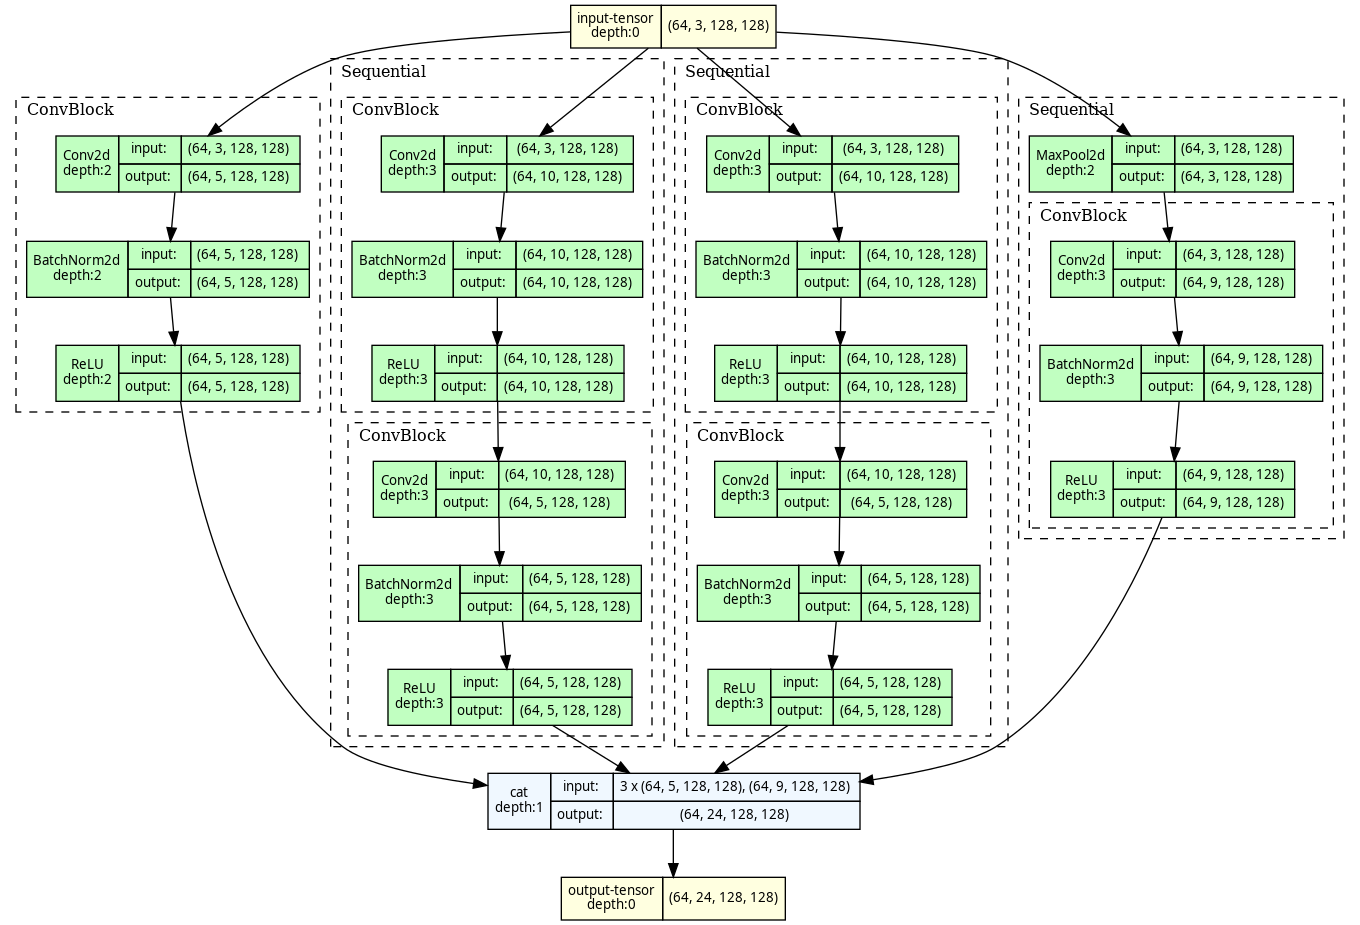 input-tensor
depth:0
(64, 3, 128, 128)
ConvBlock
Conv2d
depth:2
input:
(64, 3, 128, 128)
output:
(64, 5, 128, 128)
BatchNorm2d
depth:2
input:
(64, 5, 128, 128)
output:
(64, 5, 128, 128)
ReLU
depth:2
input:
(64, 5, 128, 128)
output:
(64, 5, 128, 128)
Sequential
ConvBlock
Conv2d
depth:3
input:
(64, 3, 128, 128)
output:
(64, 10, 128, 128)
BatchNorm2d
depth:3
input:
(64, 10, 128, 128)
output:
(64, 10, 128, 128)
ReLU
depth:3
input:
(64, 10, 128, 128)
output:
(64, 10, 128, 128)
ConvBlock
Conv2d
depth:3
input:
(64, 10, 128, 128)
output:
(64, 5, 128, 128)
BatchNorm2d
depth:3
input:
(64, 5, 128, 128)
output:
(64, 5, 128, 128)
ReLU
depth:3
input:
(64, 5, 128, 128)
output:
(64, 5, 128, 128)
Sequential
ConvBlock
Conv2d
depth:3
input:
(64, 3, 128, 128)
output:
(64, 10, 128, 128)
BatchNorm2d
depth:3
input:
(64, 10, 128, 128)
output:
(64, 10, 128, 128)
ReLU
depth:3
input:
(64, 10, 128, 128)
output:
(64, 10, 128, 128)
ConvBlock
Conv2d
depth:3
input:
(64, 10, 128, 128)
output:
(64, 5, 128, 128)
BatchNorm2d
depth:3
input:
(64, 5, 128, 128)
output:
(64, 5, 128, 128)
ReLU
depth:3
input:
(64, 5, 128, 128)
output:
(64, 5, 128, 128)
Sequential
MaxPool2d
depth:2
input:
(64, 3, 128, 128)
output:
(64, 3, 128, 128)
ConvBlock
Conv2d
depth:3
input:
(64, 3, 128, 128)
output:
(64, 9, 128, 128)
BatchNorm2d
depth:3
input:
(64, 9, 128, 128)
output:
(64, 9, 128, 128)
ReLU
depth:3
input:
(64, 9, 128, 128)
output:
(64, 9, 128, 128)
cat
depth:1
input:
3 x (64, 5, 128, 128), (64, 9, 128, 128)
output:
(64, 24, 128, 128)
output-tensor
depth:0
(64, 24, 128, 128)